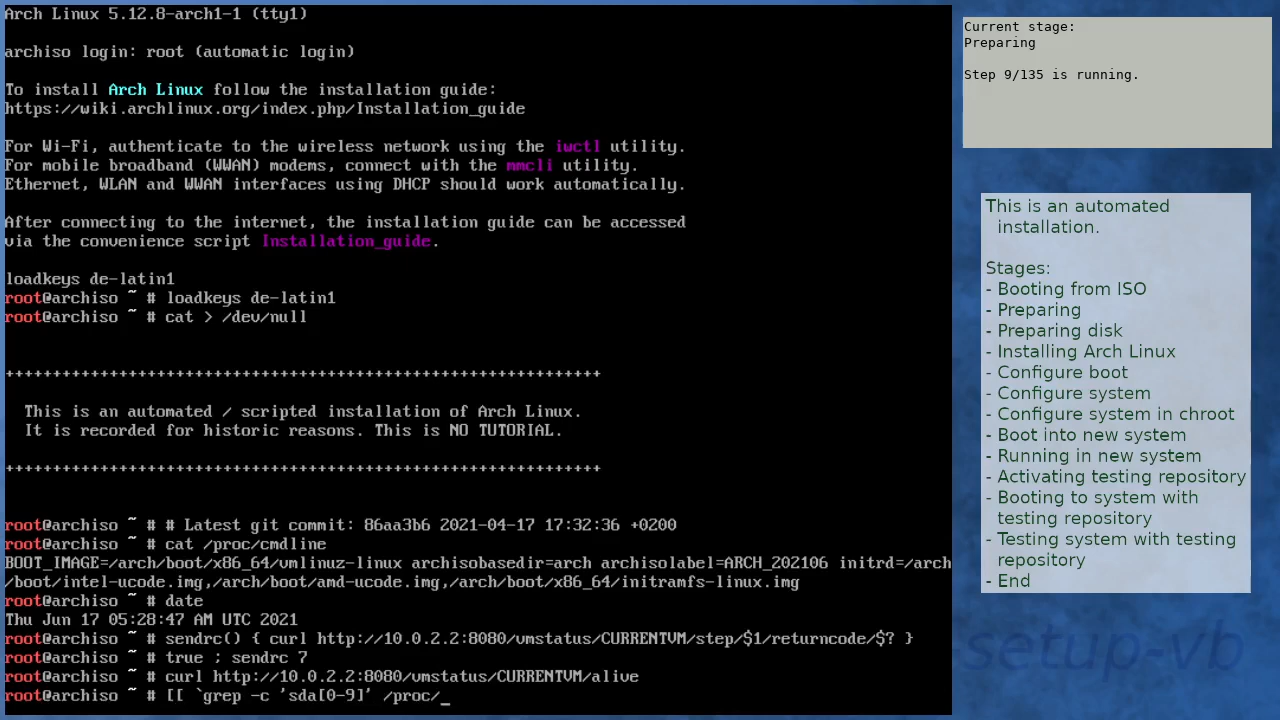 Arch Linux 5.12.8-arch1-1 (tty1)
archiso login: root (automatic login)
To install Arch Linux follow the installation guide:
https://wiki.archlinux.org/index.php/Installation_guide
For Wi-Fi, authenticate to the wireless network using the iwctl utility.
For mobile broadband (WWAN) modems, connect with the mmcli utility.
Ethernet, WLAN and WWAN interfaces using DHCP should work automatically.
After connecting to the internet, the installation guide can be accessed
via the convenience script Installation_guide.
loadkeys de-latin1
root@archiso ~ # loadkeys de-latin1
root@archiso ~ # cat > /dev/null
+++++++++++++++++++++++++++++++++++++++++++++++++++++++++++++++
This is an automated / scripted installation of Arch Linux.
It is recorded for historic reasons. This is NO TUTORIAL.
+++++++++++++++++++++++++++++++++++++++++++++++++++++++++++++++
root@archiso ~ # # Latest git commit: 86aa3b6 2021-04-17 17:32:36 +0200
root@archiso ~ # cat /proc/cmdline
BOOT_IMAGE=/arch/boot/x86_64/vmlinuz-linux archisobasedir=arch archisolabel=ARCH_202106 initrd=/arch
/boot/intel-ucode.img,/arch/boot/amd-ucode.img,/arch/boot/x86_64/initramfs-linux.img
root@archiso ~ # date
Thu Jun 17 05:28:47 AM UTC 2021
root@archiso ~ # sendrc() { curl http://10.0.2.2:8080/vmstatus/CURRENTVM/step/$1/returncode/$? }
root@archiso ~ # true ; sendrc 7
root@archiso ~ # curl http://10.0.2.2:8080/vmstatus/CURRENTVM/alive
root@archiso ~ # [[ `grep -c 'sda[0-9]' /proc/_
Current stage:
Preparing
Step 9/135 is running.
This is an automated
installation.
Stages:
- Booting from ISO
- Preparing
- Preparing disk
- Installing Arch Linux
- Configure boot
- Configure system
- Configure system in chroot
- Boot into new system
- Running in new system
- Activating testing repository
- Booting to system with
testing repository
- Testing system with testing
repository
- End
-setup-vb